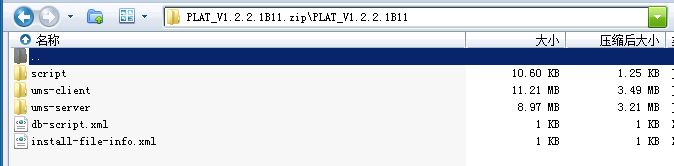 PLAT_V1.2.2.1B11.zip\PLAT_V1.2.2.1B11
名称 大小 压缩后大小
..
script 10.60 KB 1.25 KB
ums-client 11.21 MB 3.49 MB
ums-server 8.97 MB 3.21 MB
db-script.xml 1 KB 1 KB
install-file-info.xml 1 KB 1 KB